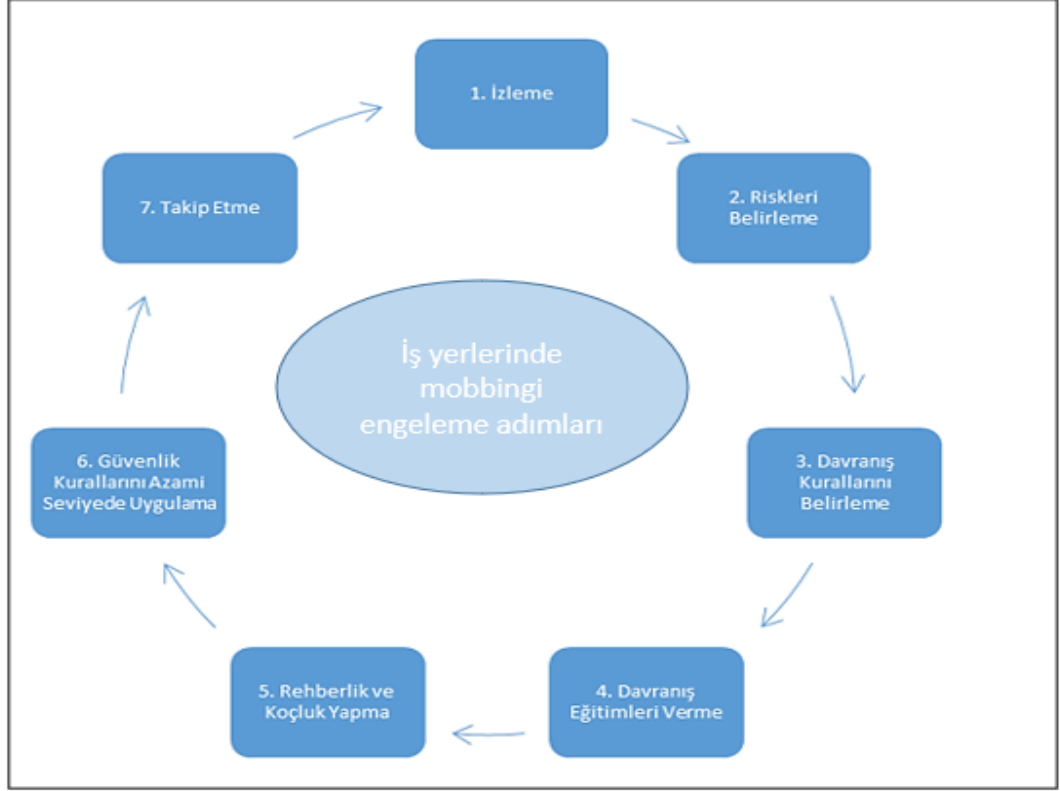 1. İzleme
2. Riskleri
Belirleme
3. Davranış
Kurallarını
Belirleme
4. Davranış
Eğitimleri Verme
5. Rehberlik ve
Koçluk Yapma
6. Güvenlik
Kurallarını Azami
Seviyede Uygulama
7. Takip Etme
İş yerlerinde
mobbingi
engeleme adımları